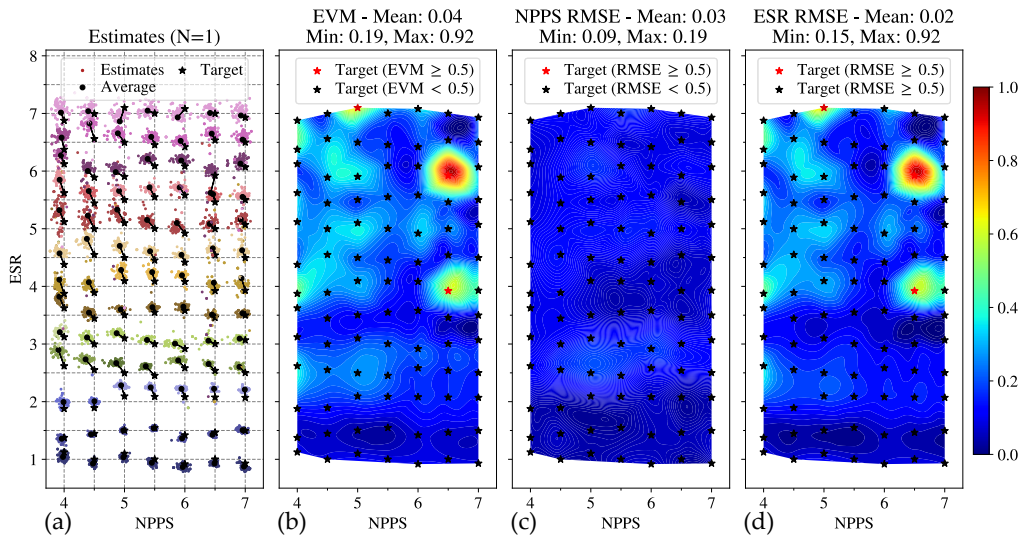 Estimates (N=1)
Estimates
Average
Target
ESR
8
7
6
5
4
3
2
1
4 5 6 7
NPPS
(a)
EVM - Mean: 0.04
Min: 0.19, Max: 0.92
Target (EVM ≥ 0.5)
Target (EVM < 0.5)
4 5 6 7
NPPS
(b)
NPPS RMSE - Mean: 0.03
Min: 0.09, Max: 0.19
Target (RMSE ≥ 0.5)
Target (RMSE < 0.5)
4 5 6 7
NPPS
(c)
ESR RMSE - Mean: 0.02
Min: 0.15, Max: 0.92
Target (RMSE ≥ 0.5)
Target (RMSE ≥ 0.5)
4 5 6 7
NPPS
(d)
1.0
0.8
0.6
0.4
0.2
0.0